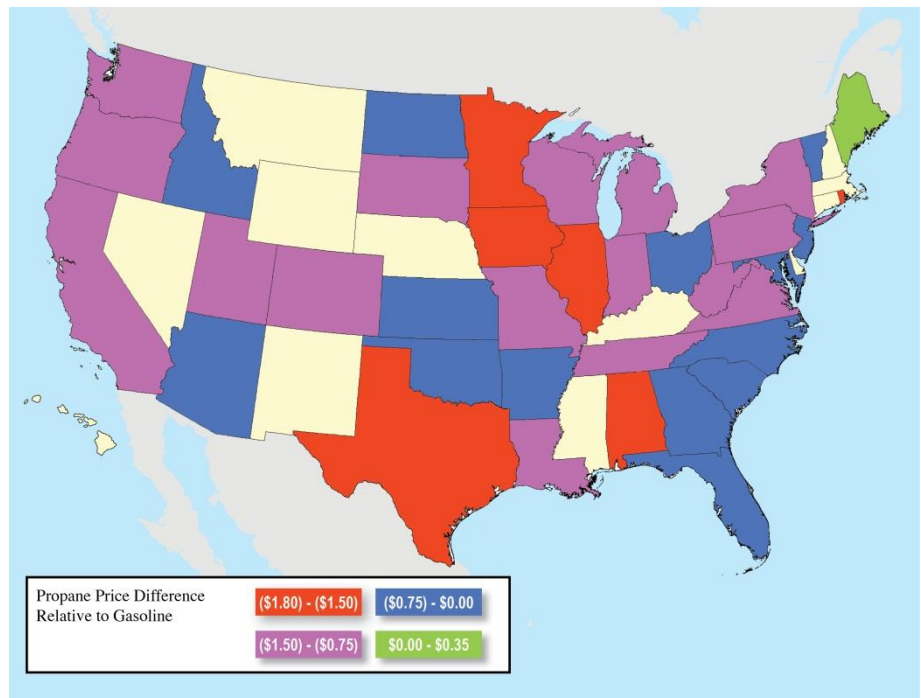 Propane Price Difference
Relative to Gasoline
($1.80) - ($1.50)
($0.75) - $0.00
($1.50) - ($0.75)
$0.00 - $0.35